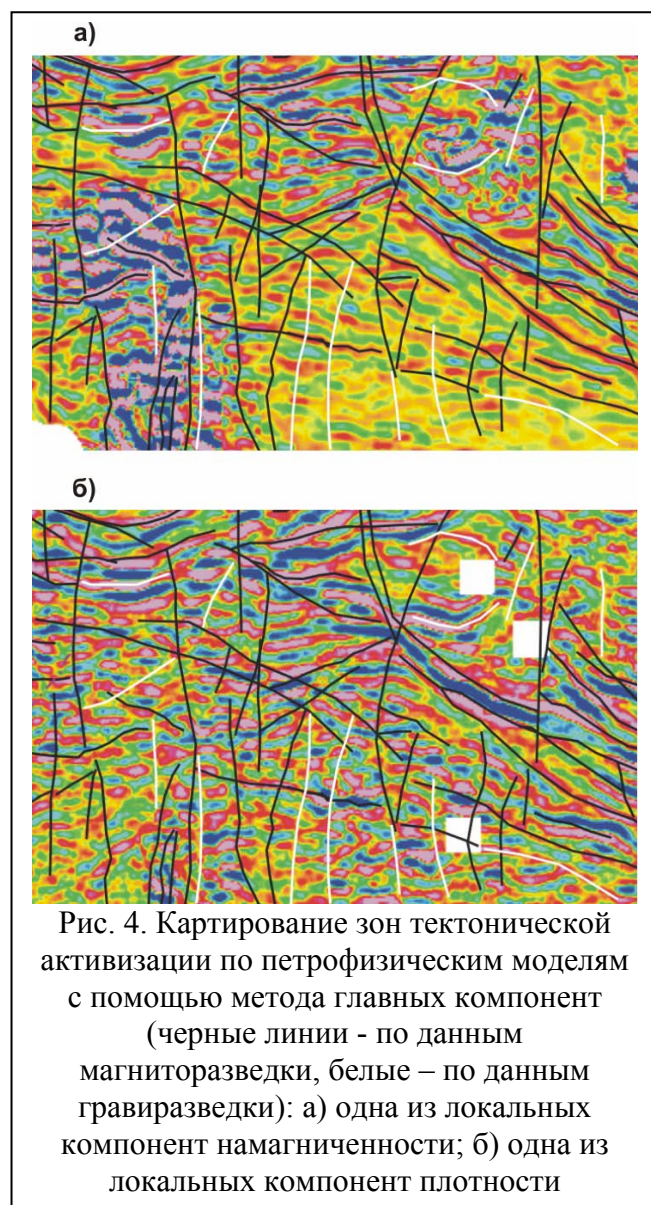 а)
б)
Рис. 4. Картирование зон тектонической
активизации по петрофизическим моделям
с помощью метода главных компонент
(черные линии - по данным
магниторазведки, белые – по данным
гравиразведки): а) одна из локальных
компонент намагниченности; б) одна из
локальных компонент плотности